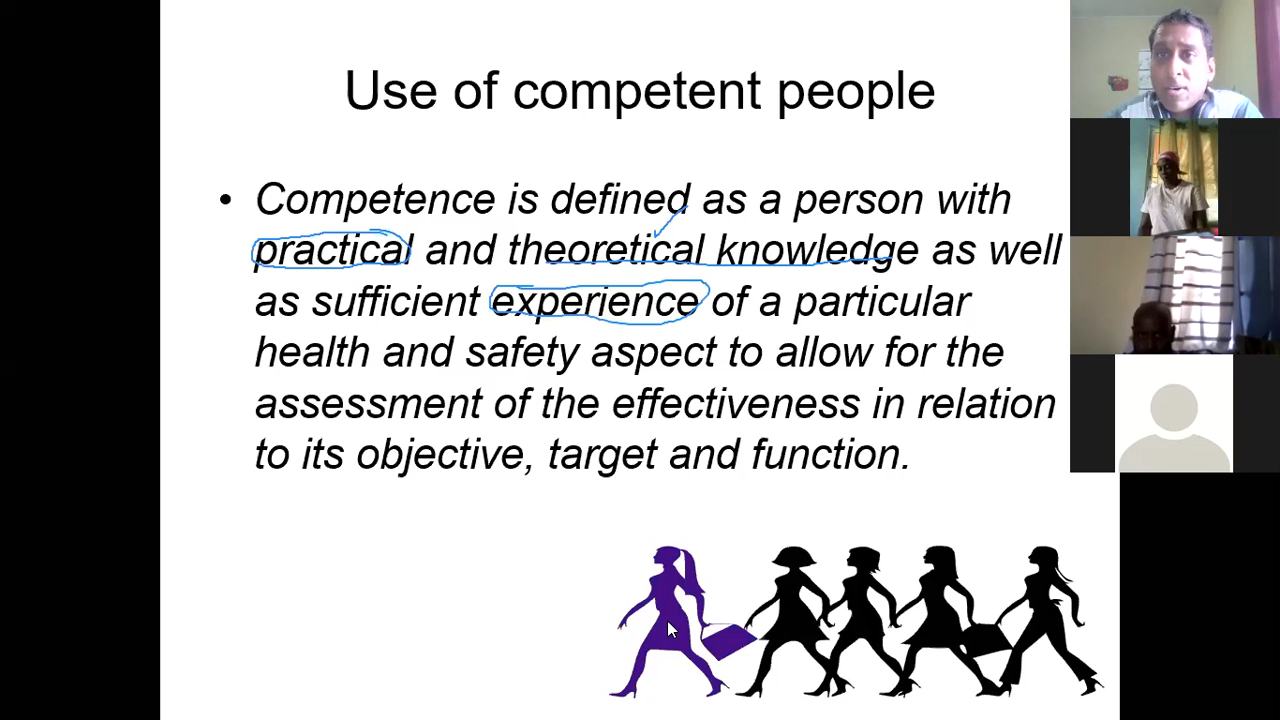 Use of competent people
• Competence is defined as a person with
practical and theoretical knowledge as well
as sufficient experience of a particular
health and safety aspect to allow for the
assessment of the effectiveness in relation
to its objective, target and function.